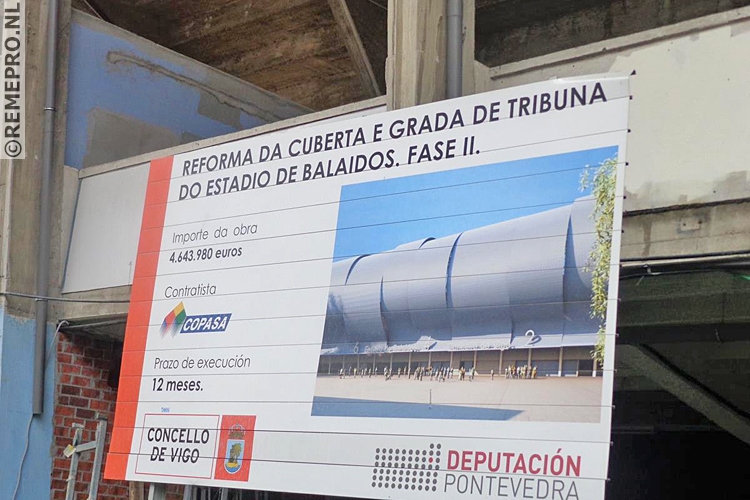 ©REMEPRO.NL
REFORMA DA CUBERTA E GRADA DE TRIBUNA
DO ESTADIO DE BALAIDOS. FASE II.
Importe da obra
4.643.980 euros
Contratista
COPASA
Prazo de execución
12 meses.
CONCELLO
DE VIGO
DEPUTACIÓN
PONTEVEDRA